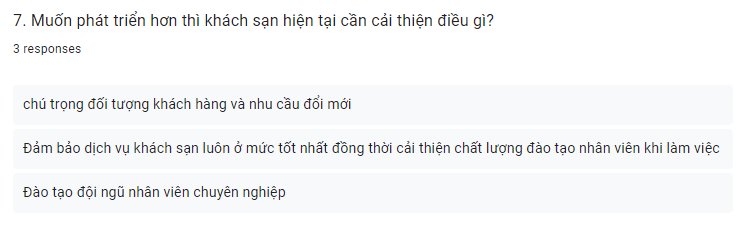 7. Muốn phát triển hơn thì khách sạn hiện tại cần cải thiện điều gì?
3 responses
chú trọng đối tượng khách hàng và nhu cầu đổi mới
Đảm bảo dịch vụ khách sạn luôn ở mức tốt nhất đồng thời cải thiện chất lượng đào tạo nhân viên khi làm việc
Đào tạo đội ngũ nhân viên chuyên nghiệp